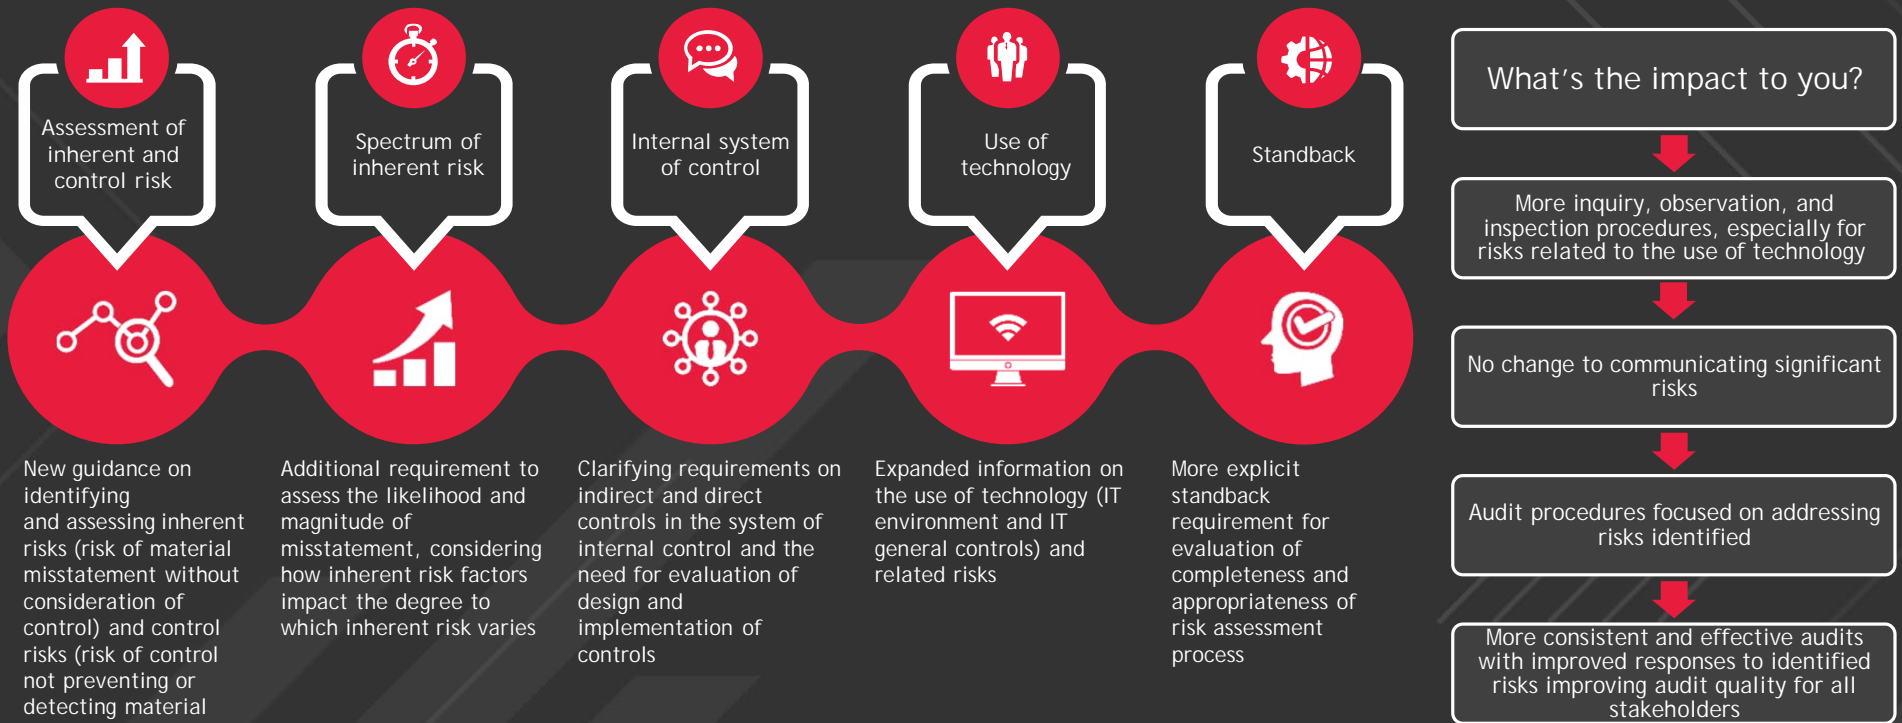 Assessment of
inherent and
control risk
Spectrum of
inherent risk
Internal system
of control
Use of
technology
Standback
New guidance on
identifying
and assessing inherent
risks (risk of material
misstatement without
consideration of
control) and control
risks (risk of control
not preventing or
detecting material
Additional requirement to
assess the likelihood and
magnitude of
misstatement, considering
how inherent risk factors
impact the degree to
which inherent risk varies
Clarifying requirements on
indirect and direct
controls in the system of
internal control and the
need for evaluation of
design and
implementation of
controls
Expanded information on
the use of technology (IT
environment and IT
general controls) and
related risks
More explicit
standback
requirement for
evaluation of
completeness and
appropriateness of
risk assessment
process
What's the impact to you?
More inquiry, observation, and
inspection procedures, especially for
risks related to the use of technology
No change to communicating significant
risks
Audit procedures focused on addressing
risks identified
More consistent and effective audits
with improved responses to identified
risks improving audit quality for all
stakeholders